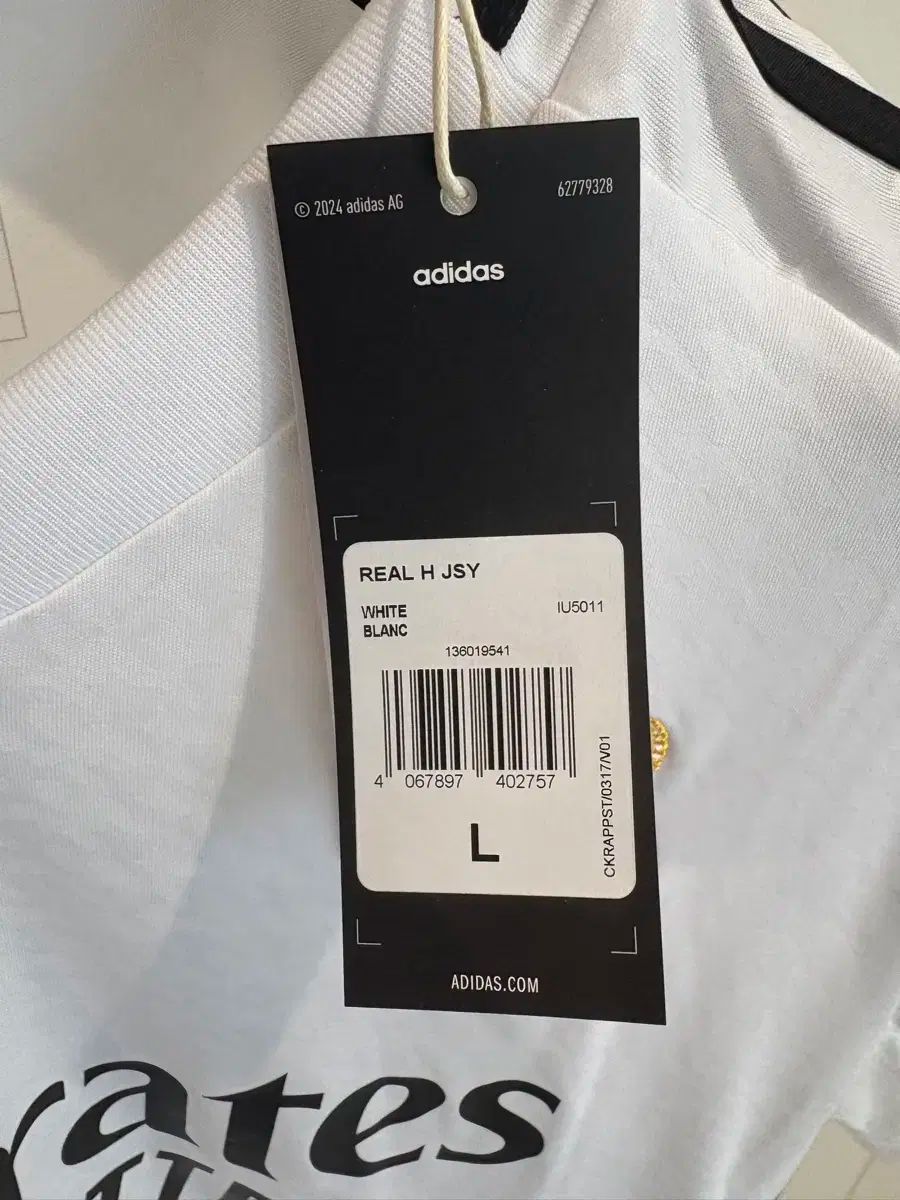 © 2024 adidas AG
62779328
adidas
REAL H JSY
WHITE
BLANC
IU5011
136019541
4 067897 402757
CKRAPPST/0317/V01
L
ADIDAS.COM
ates